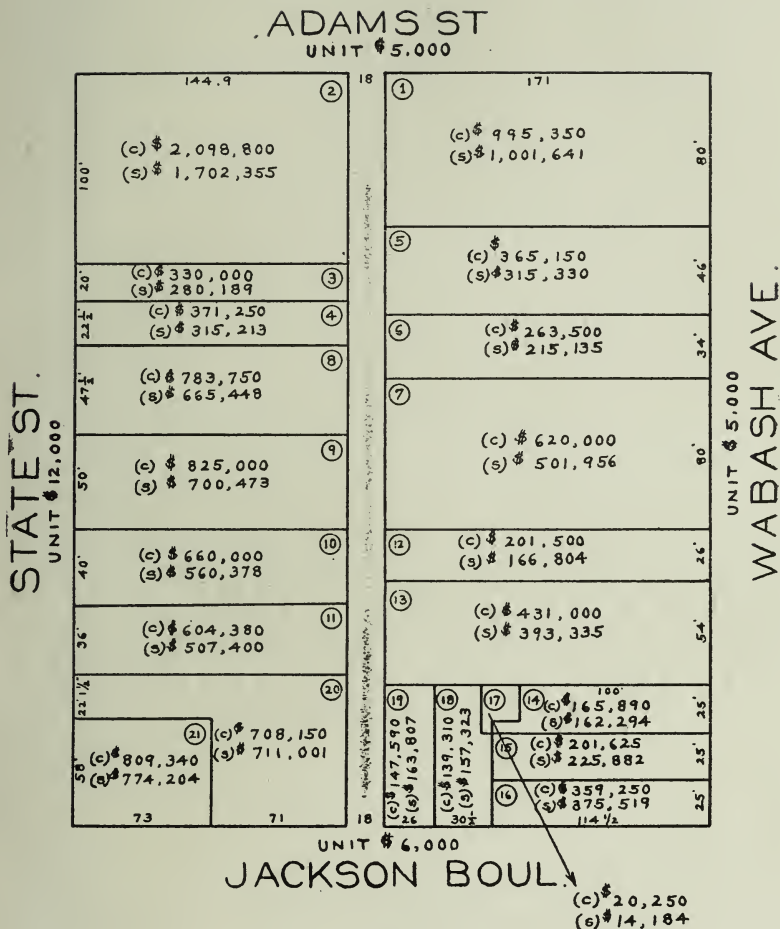 ADAMS ST
UNIT $ 5.000
144.9
18
171
2
1
(c) $ 2,098,800
(s) $ 1,702,355
100'
(c) $ 995,350
(s) $ 1,001,641
80'
5
(c) $ 365,150
(s) $ 315,330
46'
20'
(c) $ 330,000
(s) $ 280,189
3
22½
(c) $ 371,250
(s) $ 315,213
4
6
(c) $ 263,500
(s) $ 215,135
34'
47½'
(c) $ 783,750
(s) $ 665,448
8
7
(c) $ 620,000
(s) $ 501,956
80'
STATE ST.
UNIT $ 12,000
UNIT $ 5.000
WABASH AVE.
50'
(c) $ 825,000
(s) $ 700,473
9
40'
(c) $ 660,000
(s) $ 560,378
10
12
(c) $ 201,500
(s) $ 166,804
26'
36'
(c) $ 604,380
(s) $ 507,400
11
13
(c) $ 431,000
(s) $ 393,335
54'
22'1½'
20
(c) $ 708,150
(s) $ 711,001
71
21
(c) $ 809,340
(s) $ 774,204
58'
73
18
19
(c) $ 147,590
(s) $ 163,807
26
18
(c) $ 139,310
(s) $ 157,323
30½
17
14
100'
(c) $ 165,890
(s) $ 162.294
25'
15
(c) $ 201,625
(s) $ 225,882
25'
16
(c) $ 359,250
(s) $ 375,519
25'
114 ½
UNIT $ 6,000
JACKSON BOUL.
(c) $ 20,250
(s) $ 14,184